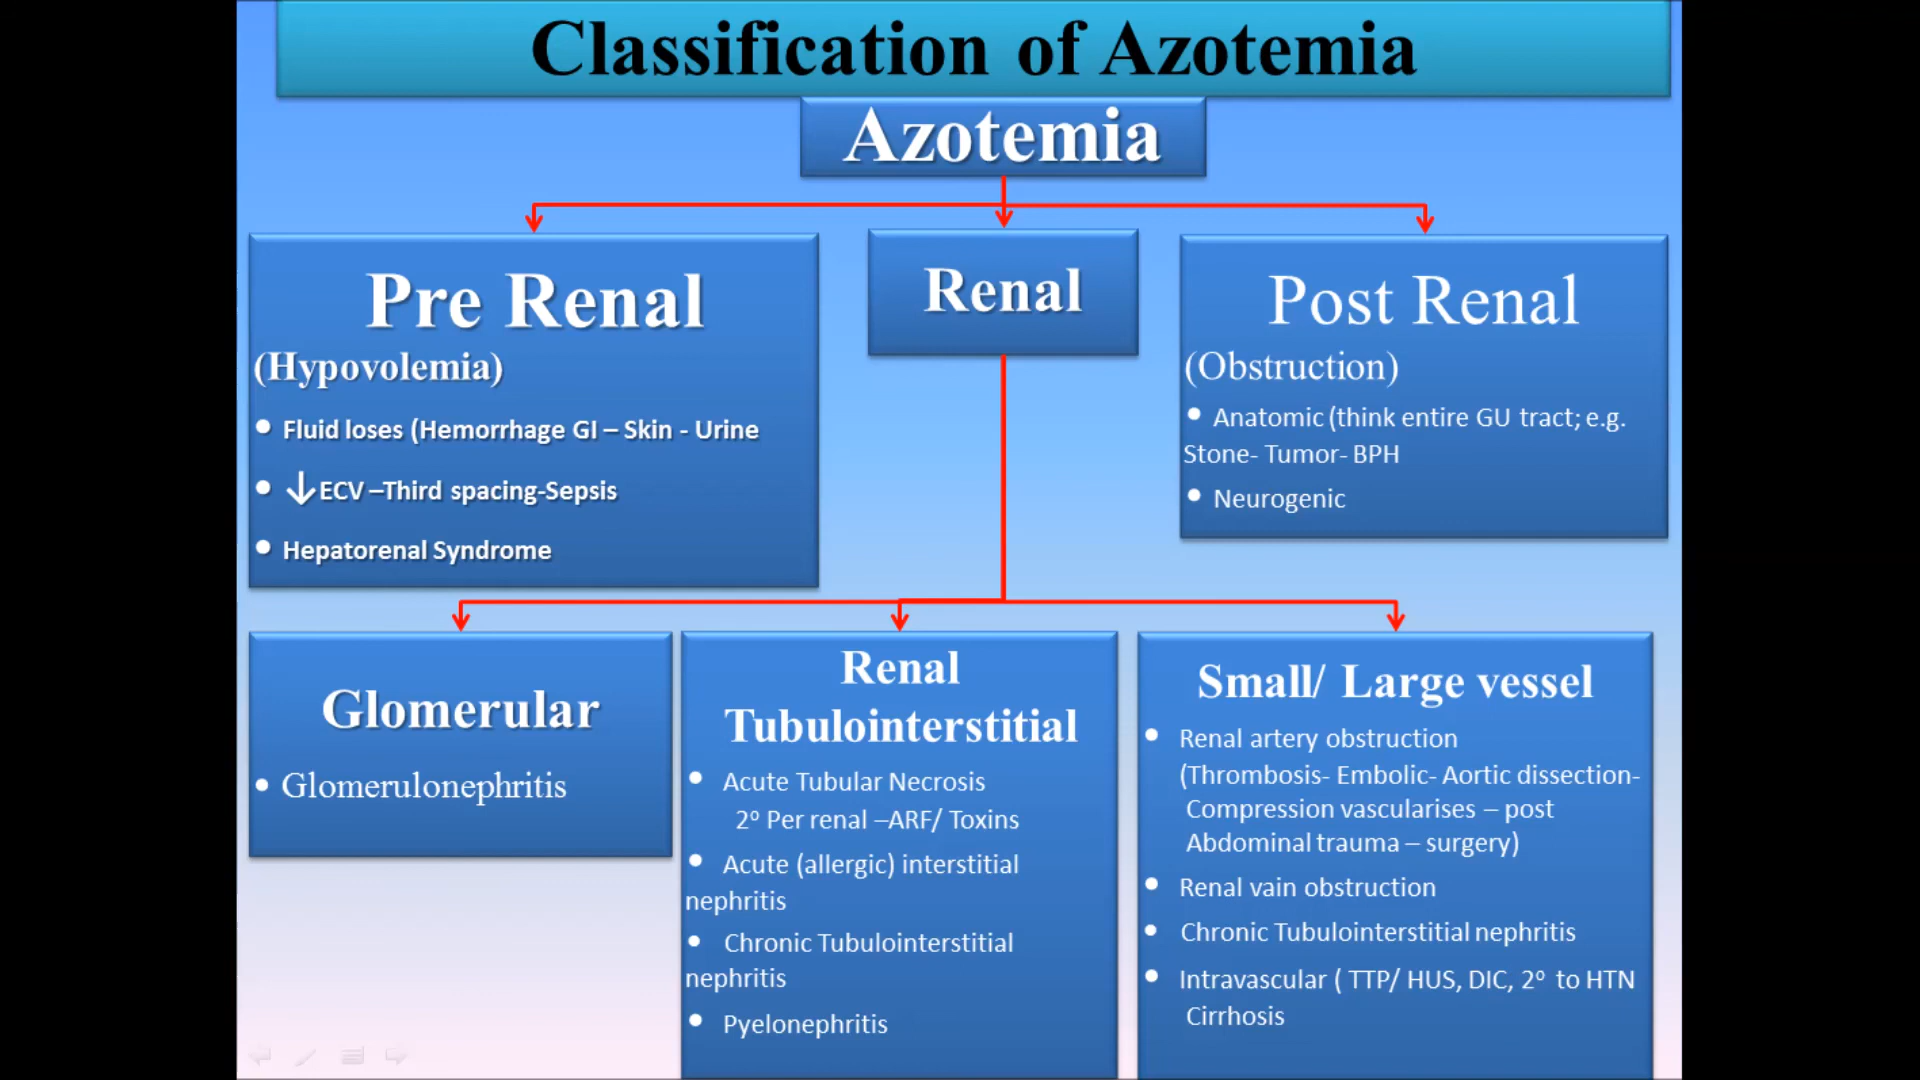 Classification of Azotemia
Azotemia
Pre Renal
(Hypovolemia)
• Fluid loses (Hemorrhage GI – Skin - Urine
• ↓ECV –Third spacing-Sepsis
• Hepatorenal Syndrome
Renal
Post Renal
(Obstruction)
• Anatomic (think entire GU tract; e.g.
Stone- Tumor- BPH
• Neurogenic
Glomerular
• Glomerulonephritis
Renal
Tubulointerstitial
• Acute Tubular Necrosis
2º Per renal –ARF/ Toxins
• Acute (allergic) interstitial
nephritis
• Chronic Tubulointerstitial
nephritis
• Pyelonephritis
Small/ Large vessel
• Renal artery obstruction
(Thrombosis- Embolic- Aortic dissection-
Compression vascularises – post
Abdominal trauma – surgery)
• Renal vain obstruction
• Chronic Tubulointerstitial nephritis
• Intravascular ( TTP/ HUS, DIC, 2º to HTN
Cirrhosis